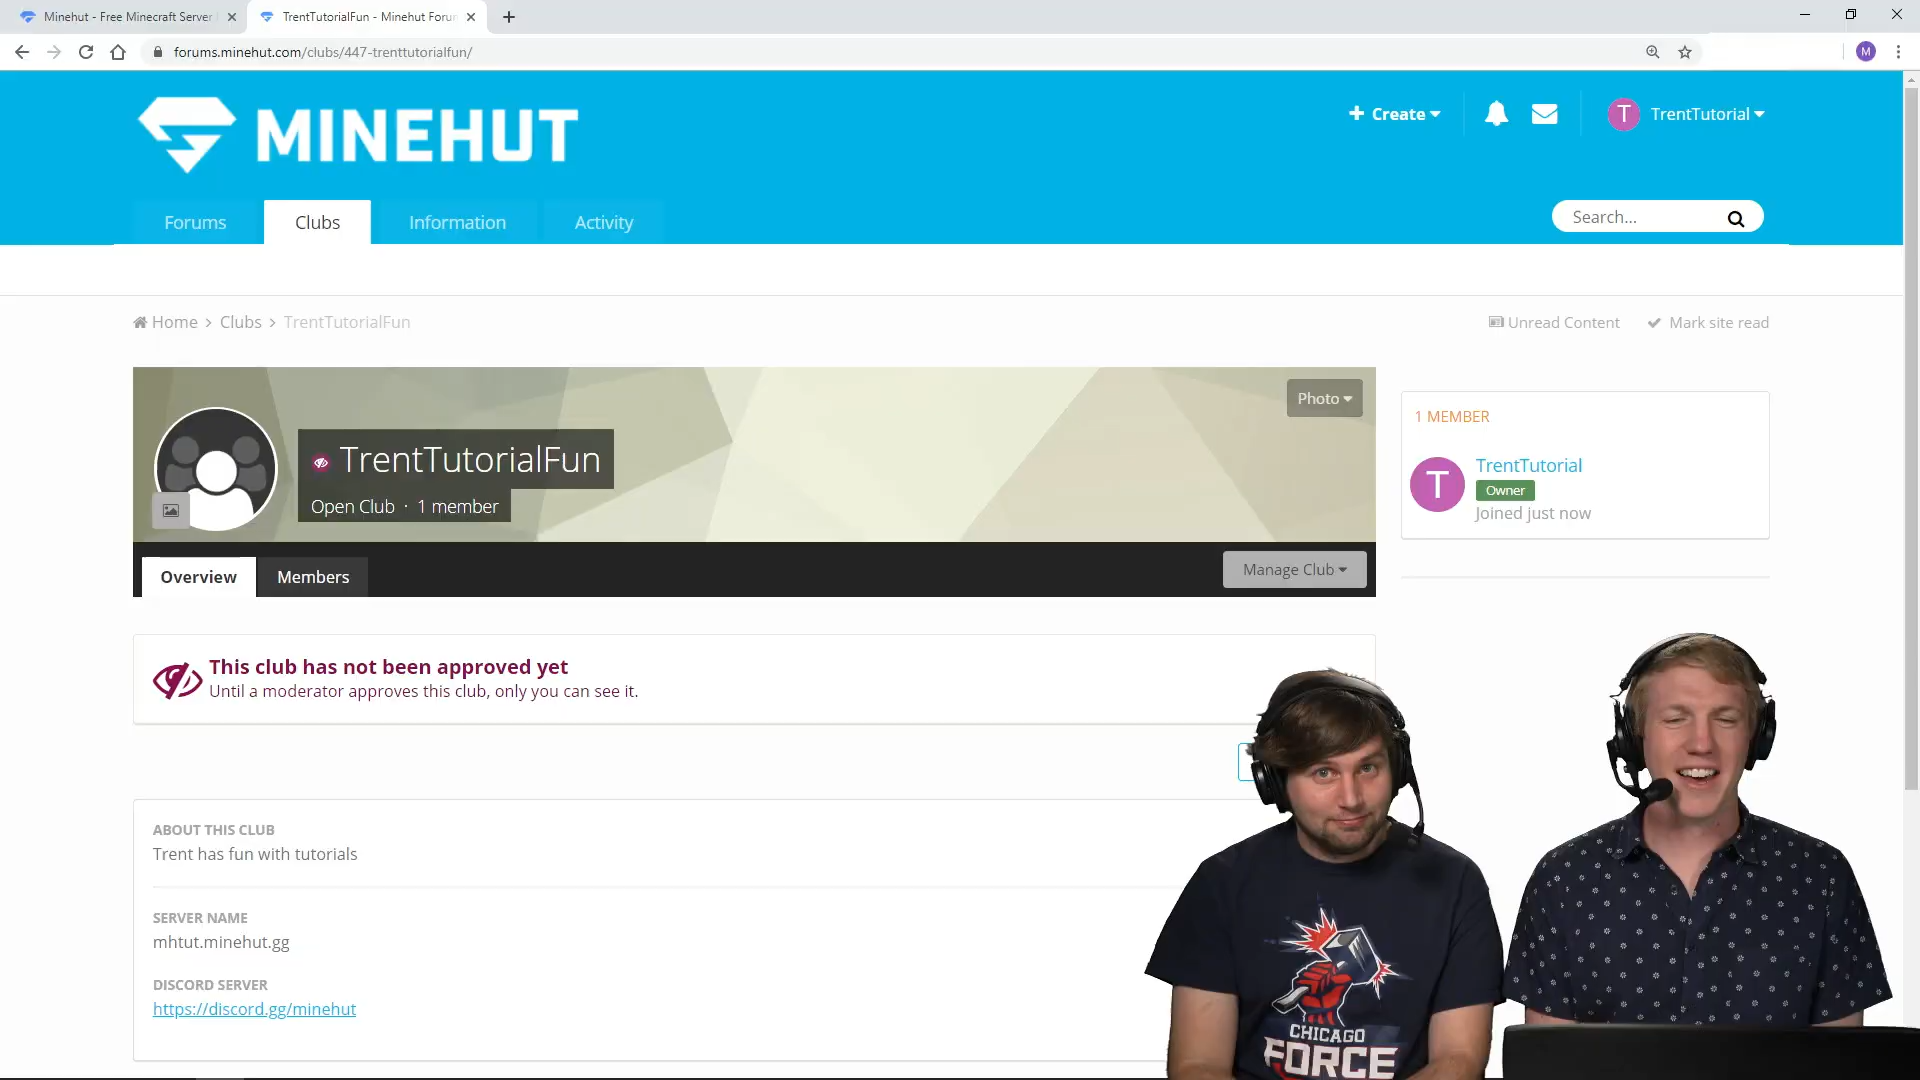 Minehut - Free Minecraft Server
TrentTutorialFun - Minehut Forum
forums.minehut.com/clubs/447-trenttutorialfun/
M
MINEHUT
Create
T TrentTutorial
Forums
Clubs
Information
Activity
Search...
Home > Clubs > TrentTutorialFun
Unread Content
Mark site read
Photo
TrentTutorialFun
Open Club · 1 member
Overview
Members
Manage Club
1 MEMBER
T
TrentTutorial
Owner
Joined just now
This club has not been approved yet
Until a moderator approves this club, only you can see it.
ABOUT THIS CLUB
Trent has fun with tutorials
SERVER NAME
mhtut.minehut.gg
DISCORD SERVER
https://discord.gg/minehut
CHICAGO
FORCE